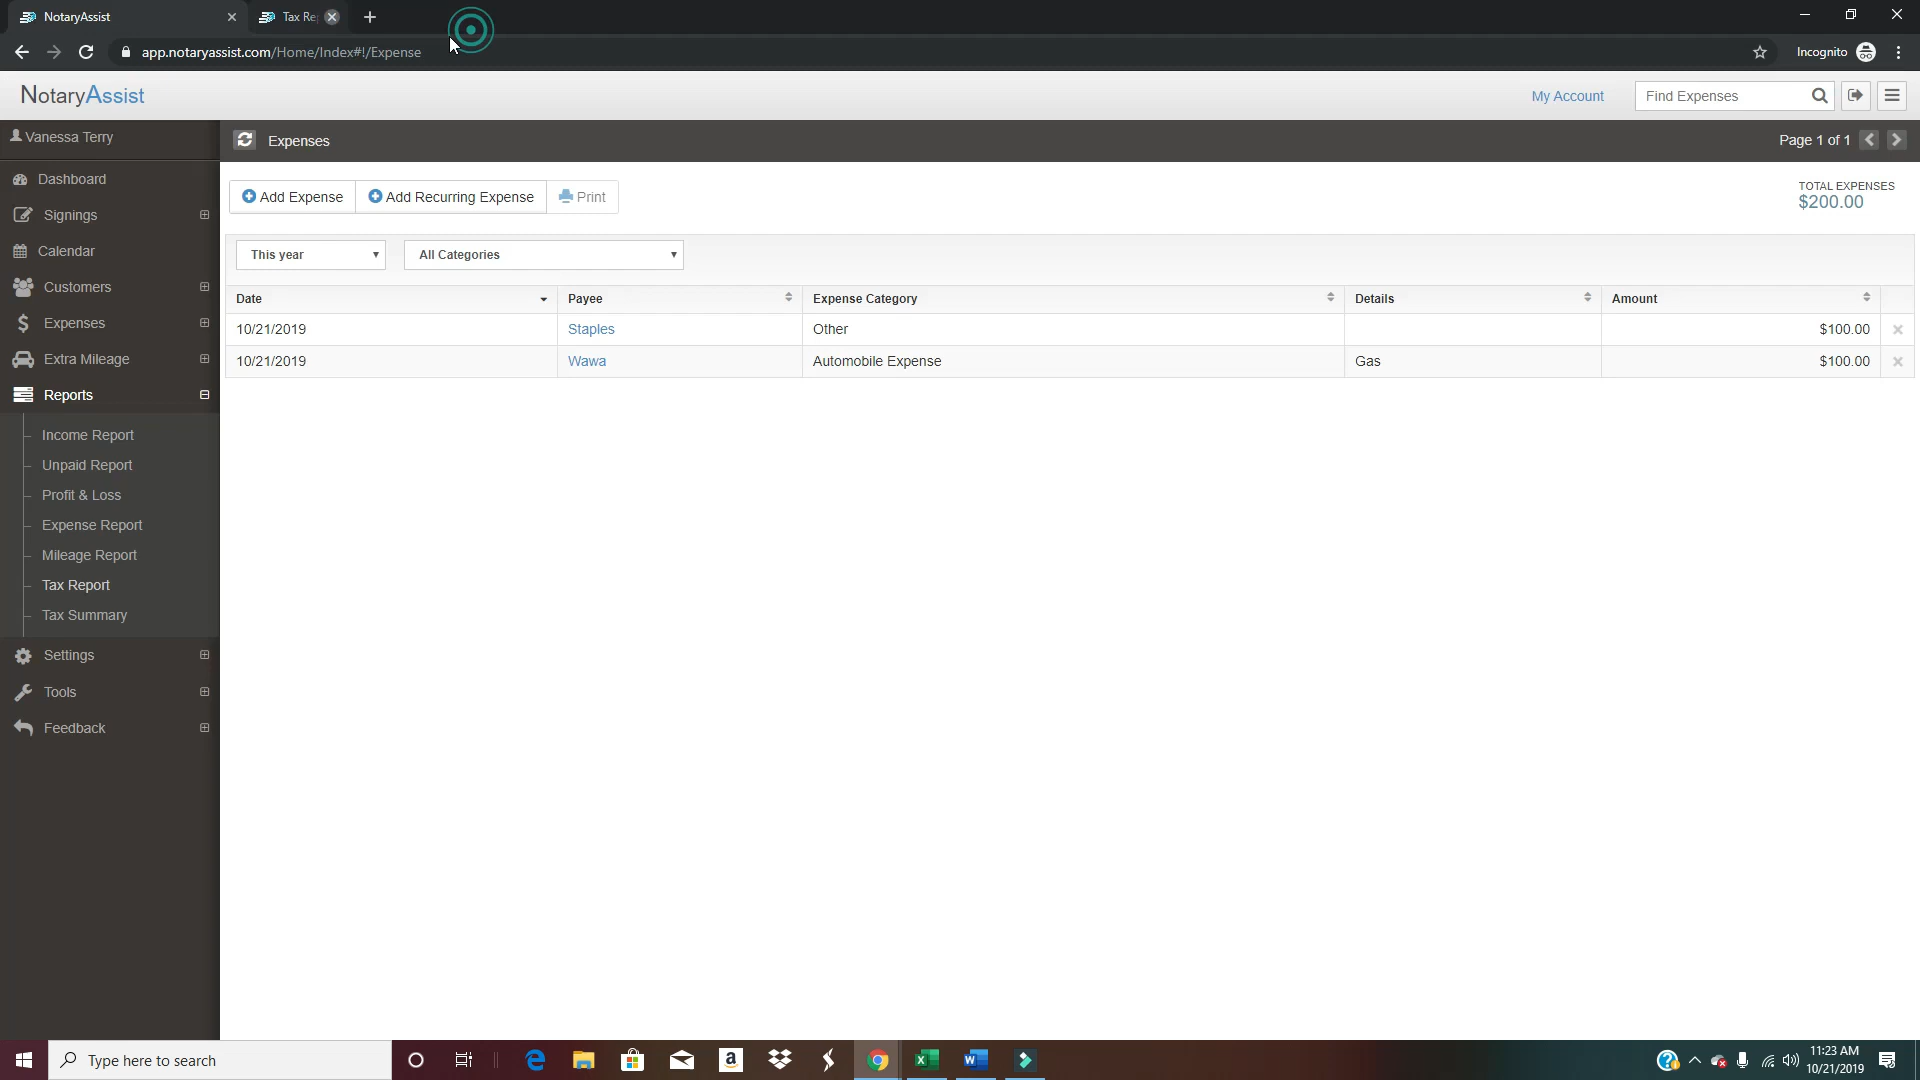 NotaryAssist
Tax Re
app.notaryassist.com/Home/Index#!/Expense
Incognito
NotaryAssist
My Account
Find Expenses
Vanessa Terry
Expenses
Page 1 of 1
Dashboard
Signings
Calendar
Customers
Expenses
Extra Mileage
Reports
Income Report
Unpaid Report
Profit & Loss
Expense Report
Mileage Report
Tax Report
Tax Summary
Settings
Tools
Feedback
Add Expense
Add Recurring Expense
Print
TOTAL EXPENSES
$200.00
This year
All Categories
Date Payee Expense Category Details Amount
10/21/2019 Staples Other $100.00
10/21/2019 Wawa Automobile Expense Gas $100.00
Type here to search
11:23 AM
10/21/2019